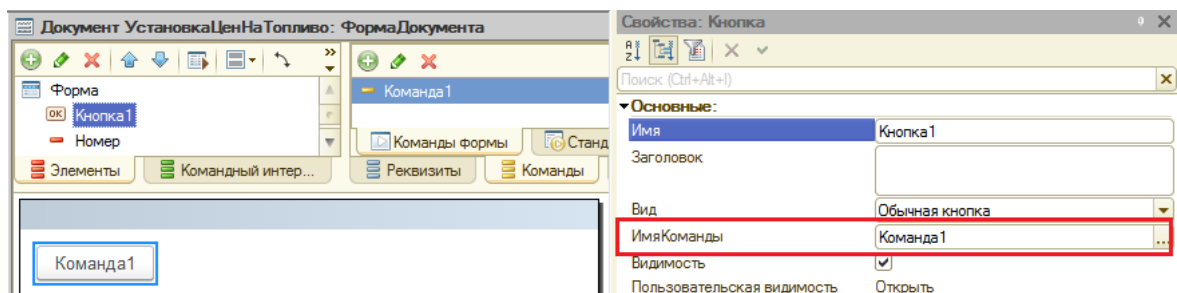 Документ УстановкаЦенНаТопливо: ФормаДокумента
Форма
Кнопка1
Номер
Элементы
Командный интер...
Команда1
Команды формы
Станд
Реквизиты
Команды
Команда1
Свойства: Кнопка
Поиск (Ctrl+Alt+I)
Основные:
Имя Кнопка1
Заголовок
Вид Обычная кнопка
ИмяКоманды Команда1 ...
Видимость
Пользовательская видимость Открыть